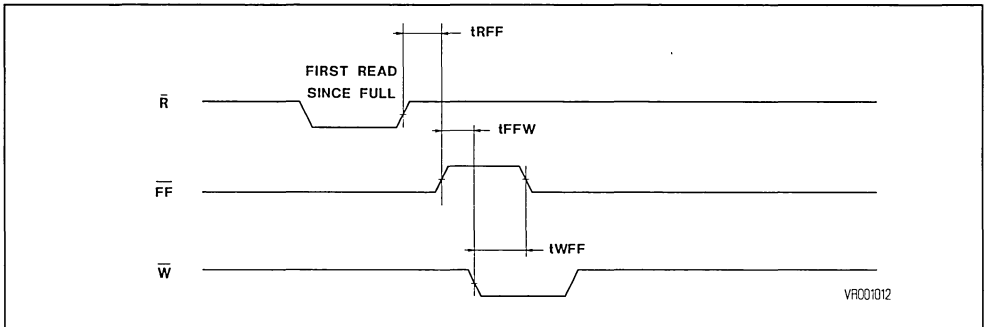 tRFF
FIRST READ
SINCE FULL
R̅
tFFW
F̅F̅
tWFF
W̅
VR001012